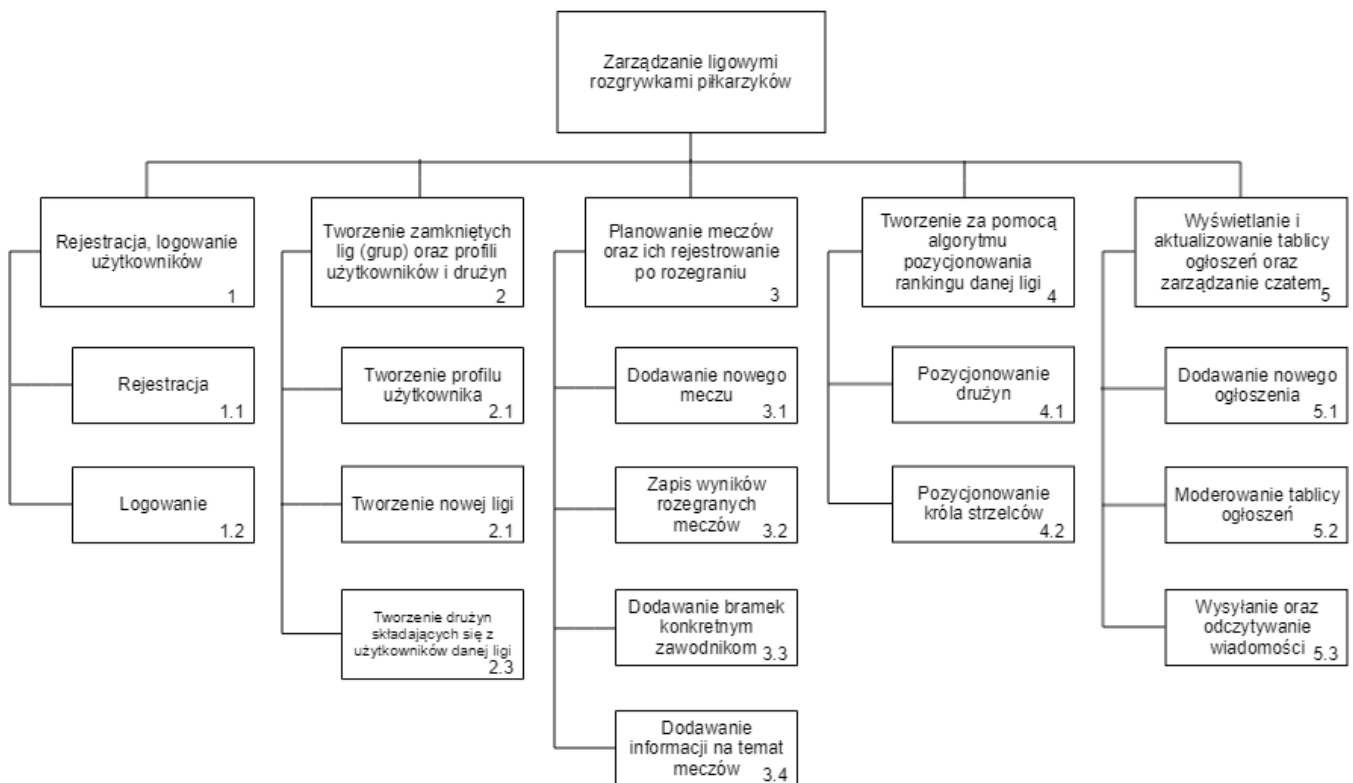 Zarządzanie ligowymi
rozgrywkami piłkarzyków
Rejestracja, logowanie
użytkowników
1
Tworzenie zamkniętych
lig (grup) oraz profili
użytkowników i drużyn
2
Planowanie meczów
oraz ich rejestrowanie
po rozegraniu
3
Tworzenie za pomocą
algorytmu
pozycjonowania
rankingu danej ligi
4
Wyświetlanie i
aktualizowanie tablicy
ogłoszeń oraz
zarządzanie czatem
5
Rejestracja
1.1
Logowanie
1.2
Tworzenie profilu
użytkownika
2.1
Tworzenie nowej ligi
2.1
Tworzenie drużyn
składających się z
użytkowników danej ligi
2.3
Dodawanie nowego
meczu
3.1
Zapis wyników
rozegranych
meczów
3.2
Dodawanie bramek
konkretnym
zawodnikom
3.3
Dodawanie
informacji na temat
meczów
3.4
Pozycjonowanie
drużyn
4.1
Pozycjonowanie
króla strzelców
4.2
Dodawanie nowego
ogłoszenia
5.1
Moderowanie tablicy
ogłoszeń
5.2
Wysyłanie oraz
odczytywanie
wiadomości
5.3